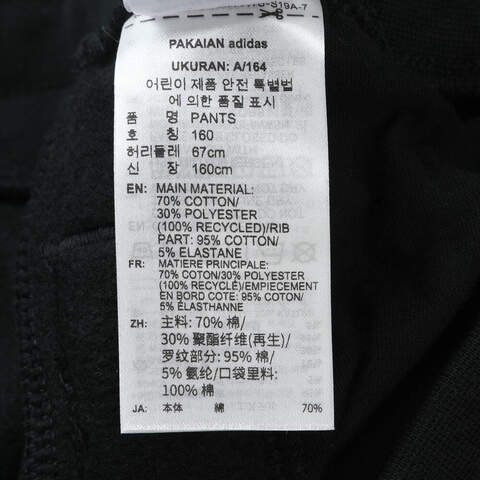 S19A-7
PAKAIAN adidas
UKURAN: A/164
어린이 제품 안전 특별법
에 의한 품질 표시
품 명 PANTS
호 칭 160
허리둘레 67cm
신 장 160cm
EN: MAIN MATERIAL:
70% COTTON/
30% POLYESTER
(100% RECYCLED)/RIB
PART: 95% COTTON/
5% ELASTANE
FR: MATIERE PRINCIPALE:
70% COTON/30% POLYESTER
(100% RECYCLÉ)/EMPIECEMENT
EN BORD COTE: 95% COTON/
5% ÉLASTHANNE
ZH: 主料: 70% 棉/
30% 聚酯纤维(再生)/
罗纹部分: 95% 棉/
5% 氨纶/口袋里料:
100% 棉
JA: 本体 綿 70%